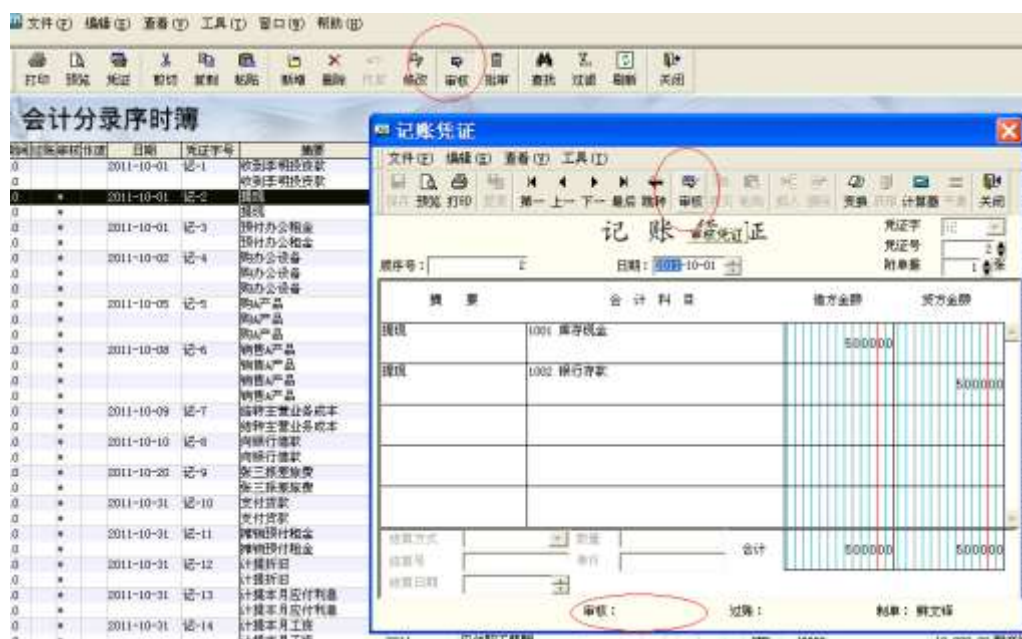 文件(F) 编辑(E) 查看(V) 工具(T) 窗口(W) 帮助(H)
打印 预览 凭证 剪切 复制 粘贴 新增 删除 修改 审核 批审 查找 过滤 刷新 关闭
会计分录序时簿
过账 审核 作废 日期 凭证字号 摘要
2011-10-01 记-1 收到李明投资款
收到李明投资款
2011-10-01 记-2 提现
提现
2011-10-01 记-3 预付办公租金
预付办公租金
2011-10-02 记-4 购办公设备
购办公设备
购办公设备
2011-10-05 记-5 购A产品
购A产品
购A产品
2011-10-08 记-6 销售A产品
销售A产品
销售A产品
销售A产品
2011-10-09 记-7 结转主营业务成本
结转主营业务成本
2011-10-10 记-8 向银行借款
向银行借款
2011-10-20 记-9 张三报差旅费
张三报差旅费
2011-10-31 记-10 支付货款
支付货款
2011-10-31 记-11 摊销预付租金
摊销预付租金
2011-10-31 记-12 计提折旧
计提折旧
2011-10-31 记-13 计提本月应付利息
计提本月应付利息
2011-10-31 记-14 计提本月工资
记账凭证
文件(F) 编辑(E) 查看(V) 工具(T)
预览 打印 第一 上一 下一 最后 跳转 审核 计算器 关闭
记 账 证
审核凭证
凭证字 记
凭证号 2
附单据 1 张
顺序号: 2 日期: -10-01
摘 要 会 计 科 目 借方金额 贷方金额
提现 1001 库存现金 500000
提现 1002 银行存款 500000
结算方式 数量
结算号 单价 合计 500000 500000
结算日期
审核: 过账: 制单: